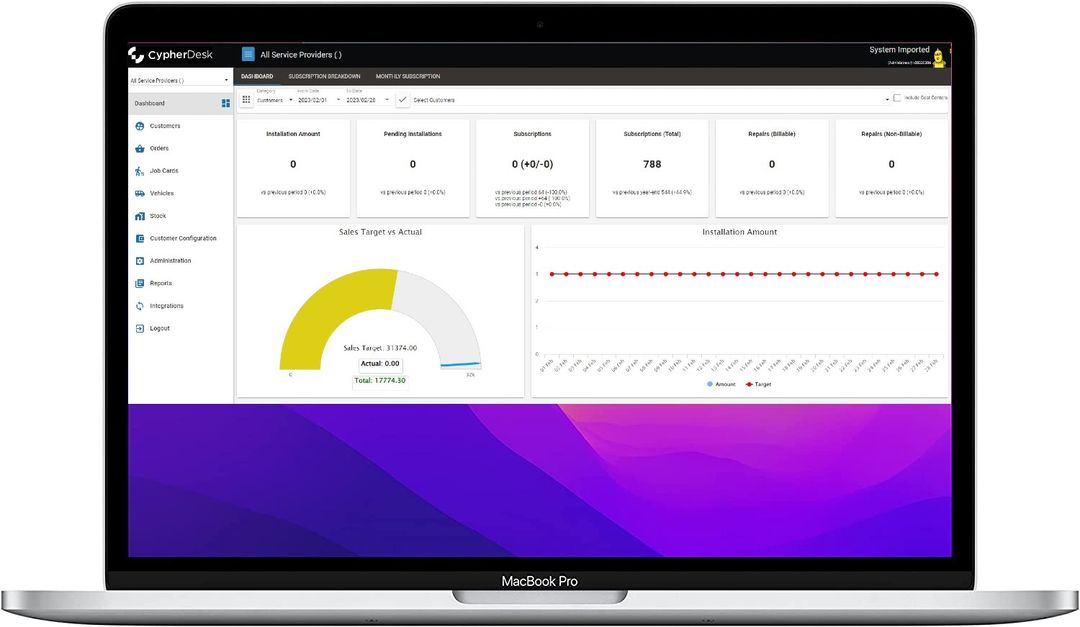 CypherDesk
All Service Providers ( )
System Imported
All Service Providers ( )
DASHBOARD
SUBSCRIPTION BREAKDOWN
MONTHLY SUBSCRIPTION
Category
Customers
From Date
2023/02/01
To Date
2023/02/28
Select Customers
Include Cost Centers
Dashboard
Customers
Orders
Job Cards
Vehicles
Stock
Customer Configuration
Administration
Reports
Integrations
Logout
Installation Amount
0
vs previous period 0 (+0.0%)
Pending Installations
0
vs previous period 0 (+0.0%)
Subscriptions
0 (+0/-0)
vs previous period 64 (-100.0%)
vs previous period +64 (-100.0%)
vs previous period -0 (+0.0%)
Subscriptions (Total)
788
vs previous year-end 544 (+44.9%)
Repairs (Billable)
0
vs previous period 0 (+0.0%)
Repairs (Non-Billable)
0
vs previous period 0 (+0.0%)
Sales Target vs Actual
Sales Target: 31374.00
Actual: 0.00
Total: 17774.30
0
32k
Installation Amount
4
3
2
1
0
01 Feb
02 Feb
03 Feb
04 Feb
05 Feb
06 Feb
07 Feb
08 Feb
09 Feb
10 Feb
11 Feb
12 Feb
13 Feb
14 Feb
15 Feb
16 Feb
17 Feb
18 Feb
19 Feb
20 Feb
21 Feb
22 Feb
23 Feb
24 Feb
25 Feb
26 Feb
27 Feb
28 Feb
Amount
Target
MacBook Pro